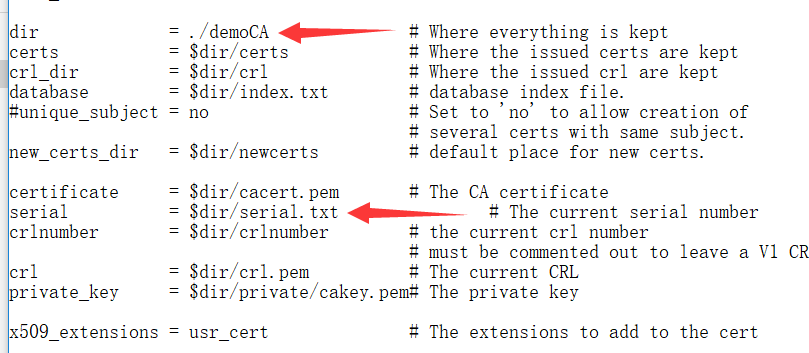 dir = ./demoCA # Where everything is kept
certs = $dir/certs # Where the issued certs are kept
crl_dir = $dir/crl # Where the issued crl are kept
database = $dir/index.txt # database index file.
#unique_subject = no # Set to 'no' to allow creation of
# several certs with same subject.
new_certs_dir = $dir/newcerts # default place for new certs.
certificate = $dir/cacert.pem # The CA certificate
serial = $dir/serial.txt # The current serial number
crlnumber = $dir/crlnumber # the current crl number
# must be commented out to leave a V1 CR
crl = $dir/crl.pem # The current CRL
private_key = $dir/private/cakey.pem# The private key
x509_extensions = usr_cert # The extensions to add to the cert